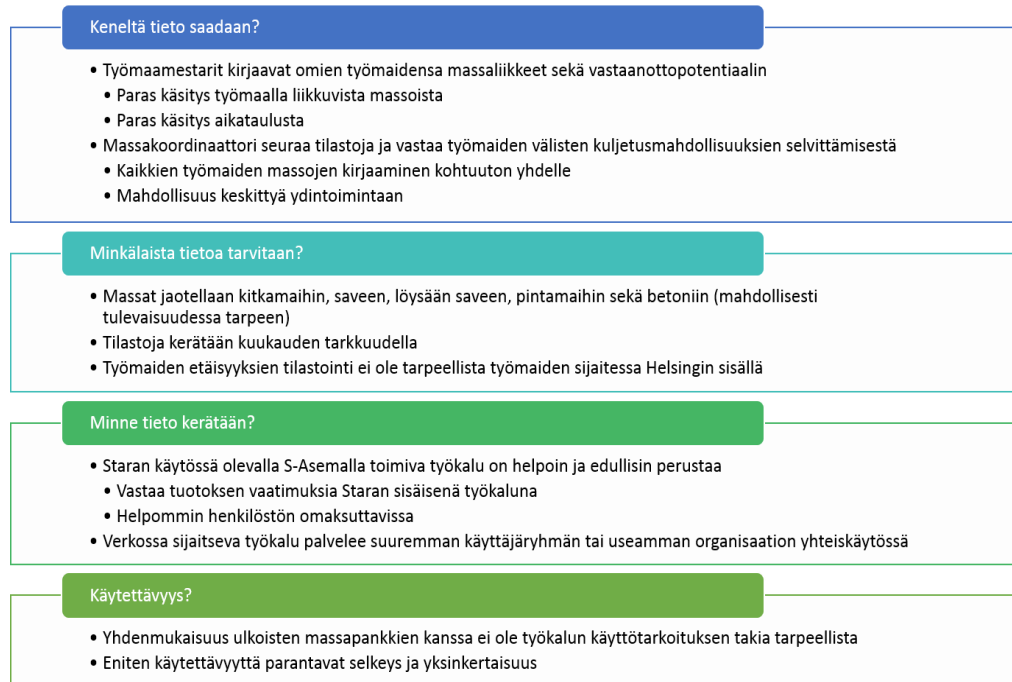 Keneltä tieto saadaan?
• Työmaamestarit kirjaavat omien työmaidensa massaliikkeet sekä vastaanottopotentiaalin
• Paras käsitys työmaalla liikkuvista massoista
• Paras käsitys aikataulusta
• Massakoordinaattori seuraa tilastoja ja vastaa työmaiden välisten kuljetusmahdollisuuksien selvittämisestä
• Kaikkien työmaiden massojen kirjaaminen kohtuuton yhdelle
• Mahdollisuus keskittyä ydintoimintaan
Minkälaista tietoa tarvitaan?
• Massat jaotellaan kitkamaihin, saveen, löysään saveen, pintamaihin sekä betoniin (mahdollisesti
tulevaisuudessa tarpeen)
• Tilastoja kerätään kuukauden tarkkuudella
• Työmaiden etäisyyksien tilastointi ei ole tarpeellista työmaiden sijaitessa Helsingin sisällä
Minne tieto kerätään?
• Staran käytössä olevalla S-Asemalla toimiva työkalu on helpoin ja edullisin perustaa
• Vastaa tuotoksen vaatimuksia Staran sisäisenä työkaluna
• Helpommin henkilöstön omaksuttavissa
• Verkossa sijaitseva työkalu palvelee suuremman käyttäjäryhmän tai useamman organisaation yhteiskäytössä
Käytettävyys?
• Yhdenmukaisuus ulkoisten massapankkien kanssa ei ole työkalun käyttötarkoituksen takia tarpeellista
• Eniten käytettävyyttä parantavat selkeys ja yksinkertaisuus